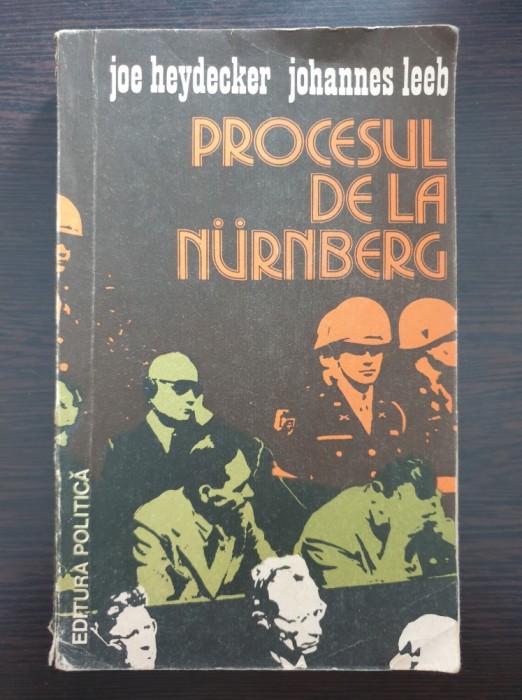 joe heydecker johannes leeb
PROCESUL
DE LA
NÜRNBERG
EDITURA POLITICĂ